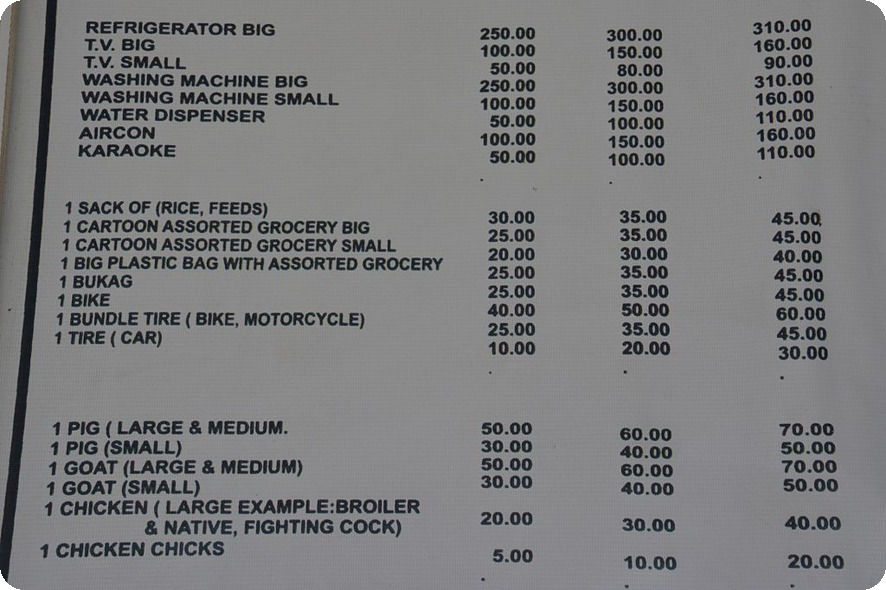 REFRIGERATOR BIG 250.00 300.00 310.00
T.V. BIG 100.00 150.00 160.00
T.V. SMALL 50.00 80.00 90.00
WASHING MACHINE BIG 250.00 300.00 310.00
WASHING MACHINE SMALL 100.00 150.00 160.00
WATER DISPENSER 50.00 100.00 110.00
AIRCON 100.00 150.00 160.00
KARAOKE 50.00 100.00 110.00
1 SACK OF (RICE, FEEDS) 30.00 35.00 45.00
1 CARTOON ASSORTED GROCERY BIG 25.00 35.00 45.00
1 CARTOON ASSORTED GROCERY SMALL 20.00 30.00 40.00
1 BIG PLASTIC BAG WITH ASSORTED GROCERY 25.00 35.00 45.00
1 BUKAG 25.00 35.00 45.00
1 BIKE 40.00 50.00 60.00
1 BUNDLE TIRE ( BIKE, MOTORCYCLE) 25.00 35.00 45.00
1 TIRE ( CAR) 10.00 20.00 30.00
1 PIG ( LARGE & MEDIUM. 50.00 60.00 70.00
1 PIG (SMALL) 30.00 40.00 50.00
1 GOAT (LARGE & MEDIUM) 50.00 60.00 70.00
1 GOAT (SMALL) 30.00 40.00 50.00
1 CHICKEN ( LARGE EXAMPLE:BROILER
& NATIVE, FIGHTING COCK) 20.00 30.00 40.00
1 CHICKEN CHICKS 5.00 10.00 20.00